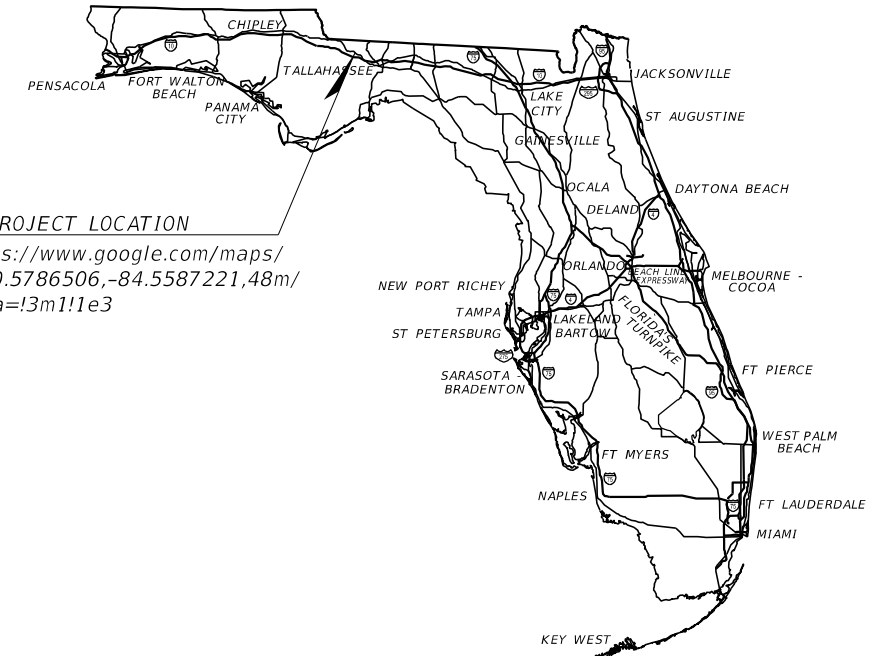 CHIPLEY
PENSACOLA
FORT WALTON
BEACH
PANAMA
CITY
TALLAHASSEE
JACKSONVILLE
LAKE
CITY
ST AUGUSTINE
GAINESVILLE
OCALA
DAYTONA BEACH
DELAND
ROJECT LOCATION
s://www.google.com/maps/
0.5786506,-84.5587221,48m/
a=!3m1!1e3
ORLANDO
BEACH LINE
EXPRESSWAY
MELBOURNE -
COCOA
NEW PORT RICHEY
TAMPA
ST PETERSBURG
LAKELAND
BARTOW
FLORIDA'S
TURNPIKE
SARASOTA -
BRADENTON
FT PIERCE
WEST PALM
BEACH
FT MYERS
NAPLES
FT LAUDERDALE
MIAMI
KEY WEST